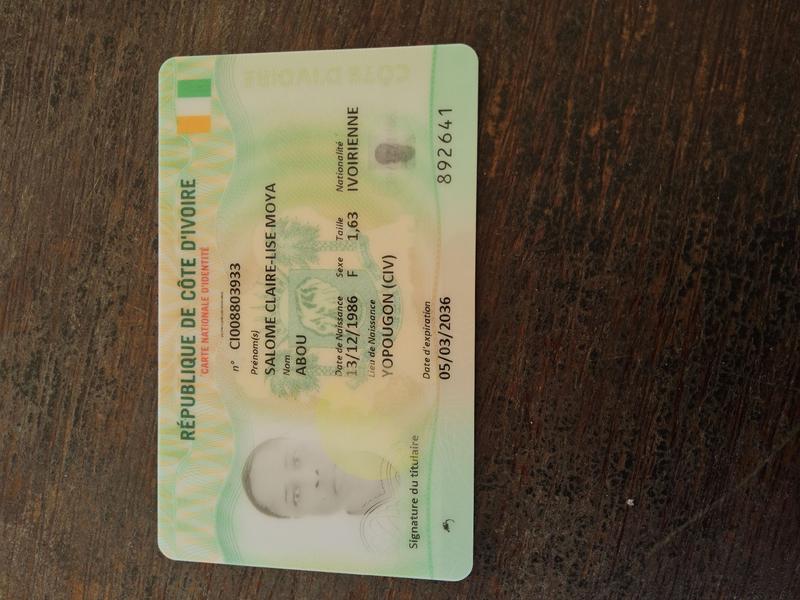 CÔTE D'IVOIRE
RÉPUBLIQUE DE CÔTE D'IVOIRE
CARTE NATIONALE D'IDENTITÉ
n° CI008803933
Prénom(s)
SALOME CLAIRE-LISE MOYA
Nom
ABOU
Date de Naissance Sexe Taille Nationalité
13/12/1986 F 1,63 IVOIRIENNE
Lieu de Naissance
YOPOUGON (CIV)
Date d'expiration
05/03/2036
892641
Signature du titulaire